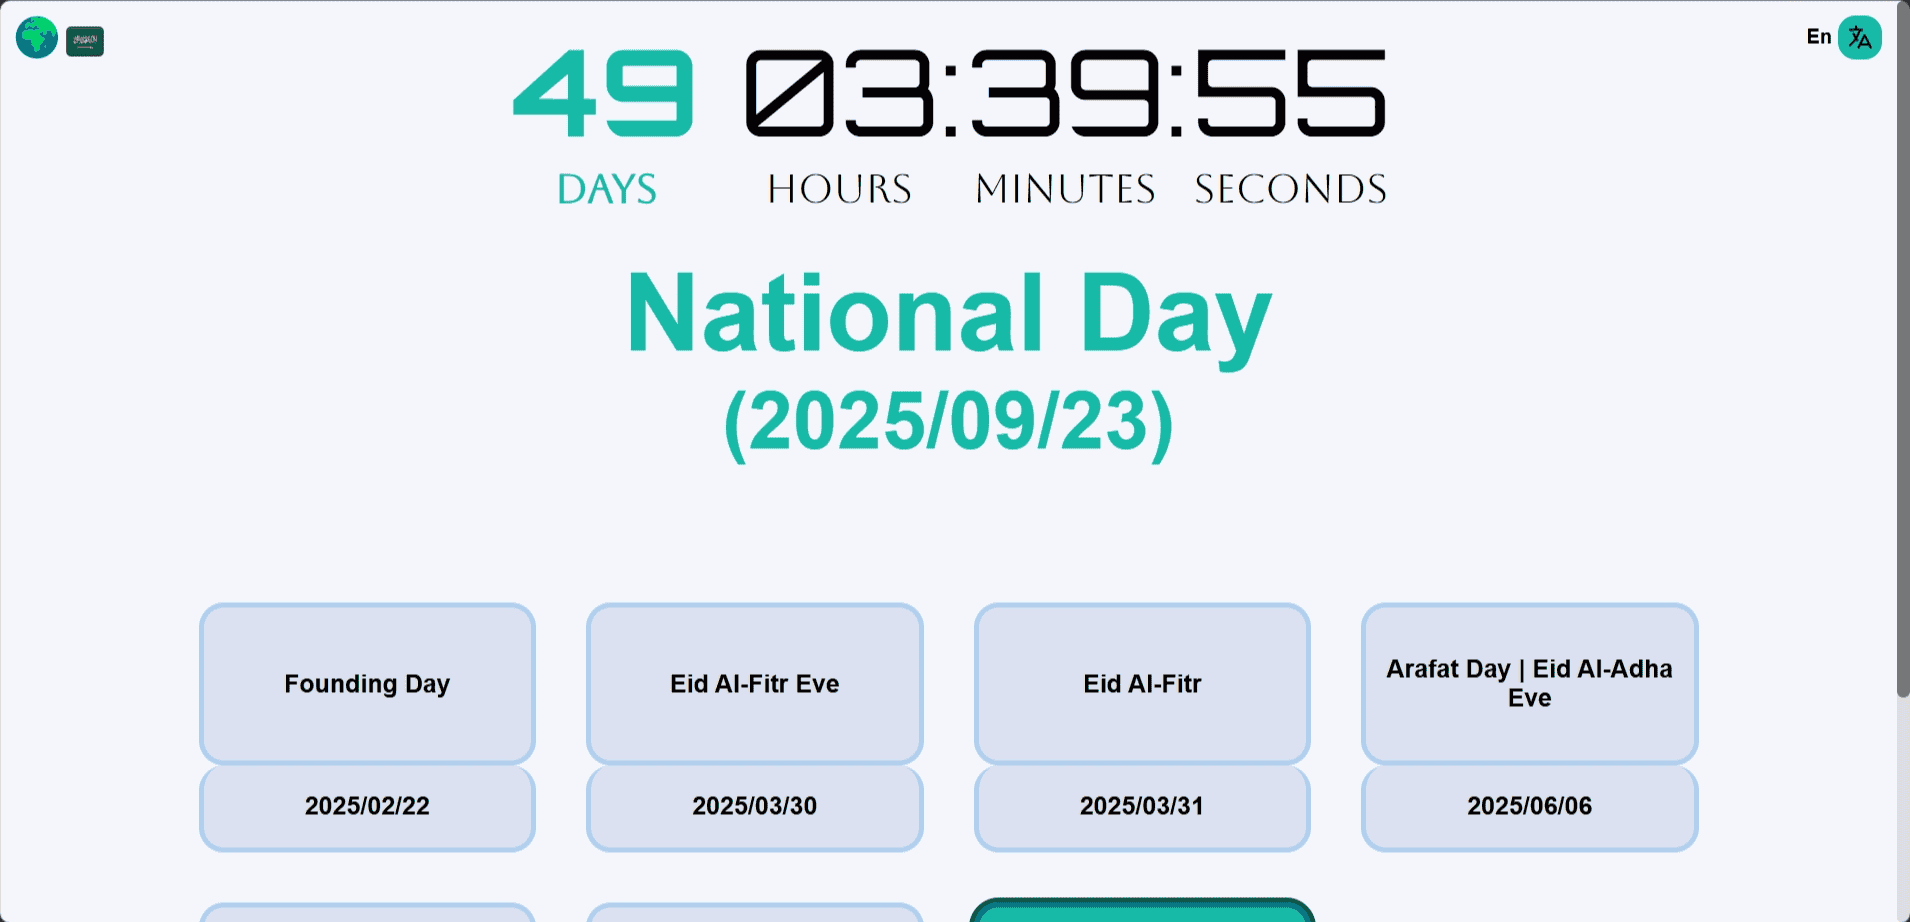 En
49 03:39:55
DAYS HOURS MINUTES SECONDS
National Day
(2025/09/23)
Founding Day
2025/02/22
Eid Al-Fitr Eve
2025/03/30
Eid Al-Fitr
2025/03/31
Arafat Day | Eid Al-Adha
Eve
2025/06/06